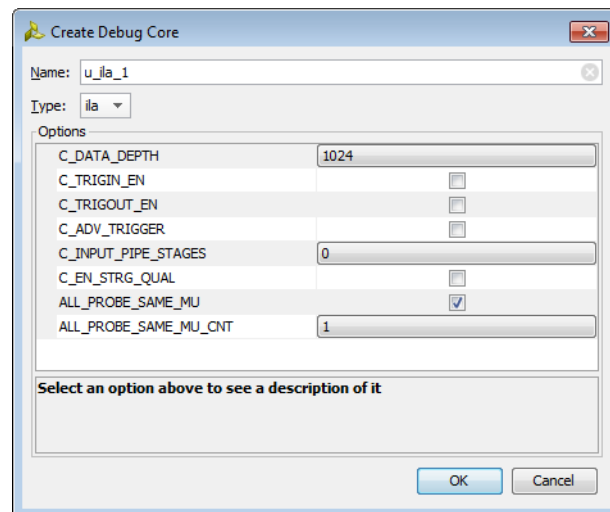 Create Debug Core
Name: u_ila_1
Type: ila
Options
C_DATA_DEPTH 1024
C_TRIGIN_EN
C_TRIGOUT_EN
C_ADV_TRIGGER
C_INPUT_PIPE_STAGES 0
C_EN_STRG_QUAL
ALL_PROBE_SAME_MU
ALL_PROBE_SAME_MU_CNT 1
Select an option above to see a description of it
OK Cancel